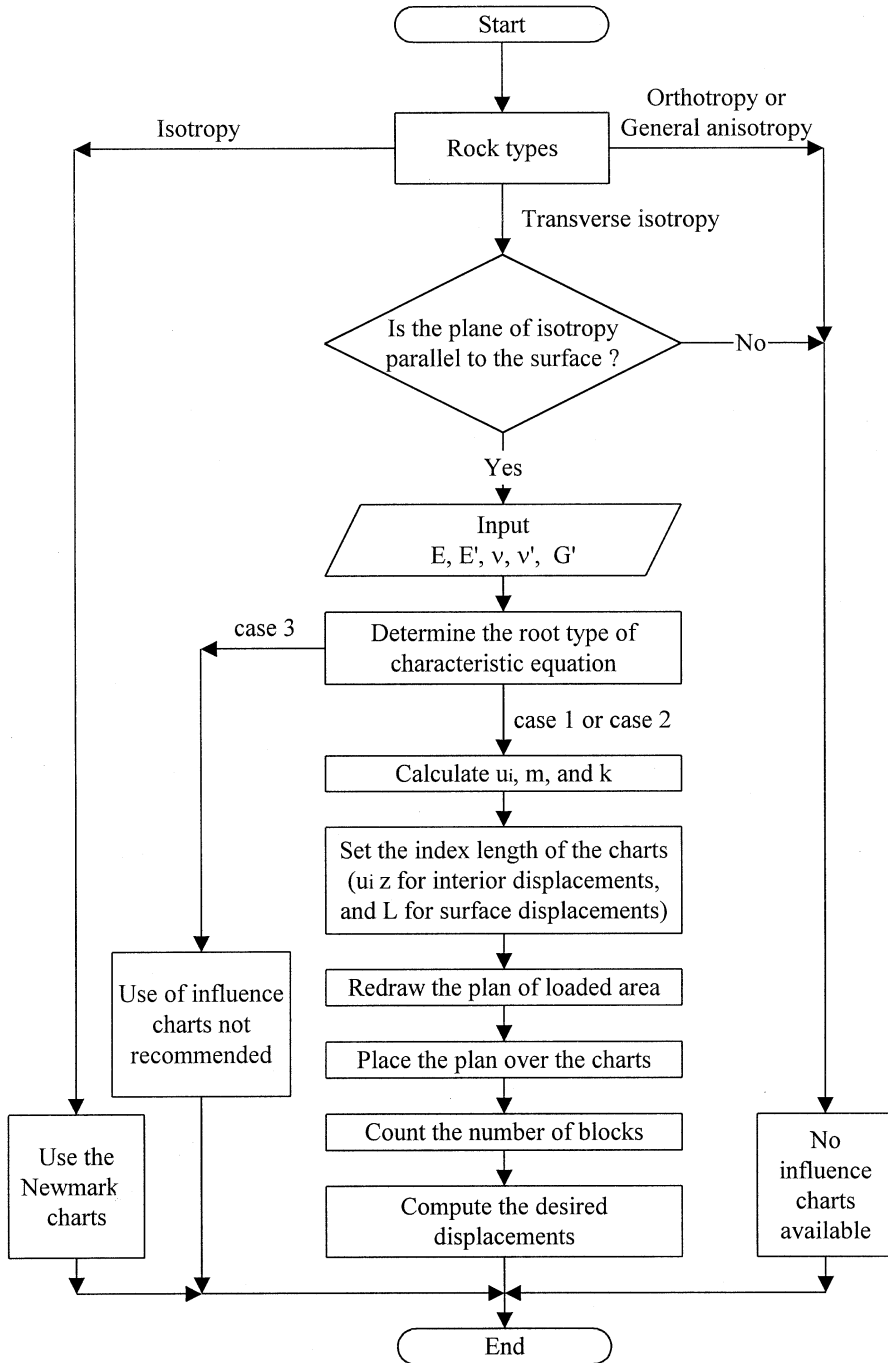 Start
Orthotropy or
General anisotropy
Isotropy
Rock types
Transverse isotropy
Is the plane of isotropy
parallel to the surface ?
No
Yes
Input
E, E', ν, ν', G'
case 3
Determine the root type of
characteristic equation
case 1 or case 2
Calculate ui, m, and k
Set the index length of the charts
(ui z for interior displacements,
and L for surface displacements)
Use of influence
charts not
recommended
Redraw the plan of loaded area
Place the plan over the charts
Count the number of blocks
Compute the desired
displacements
Use the
Newmark
charts
No
influence
charts
available
End